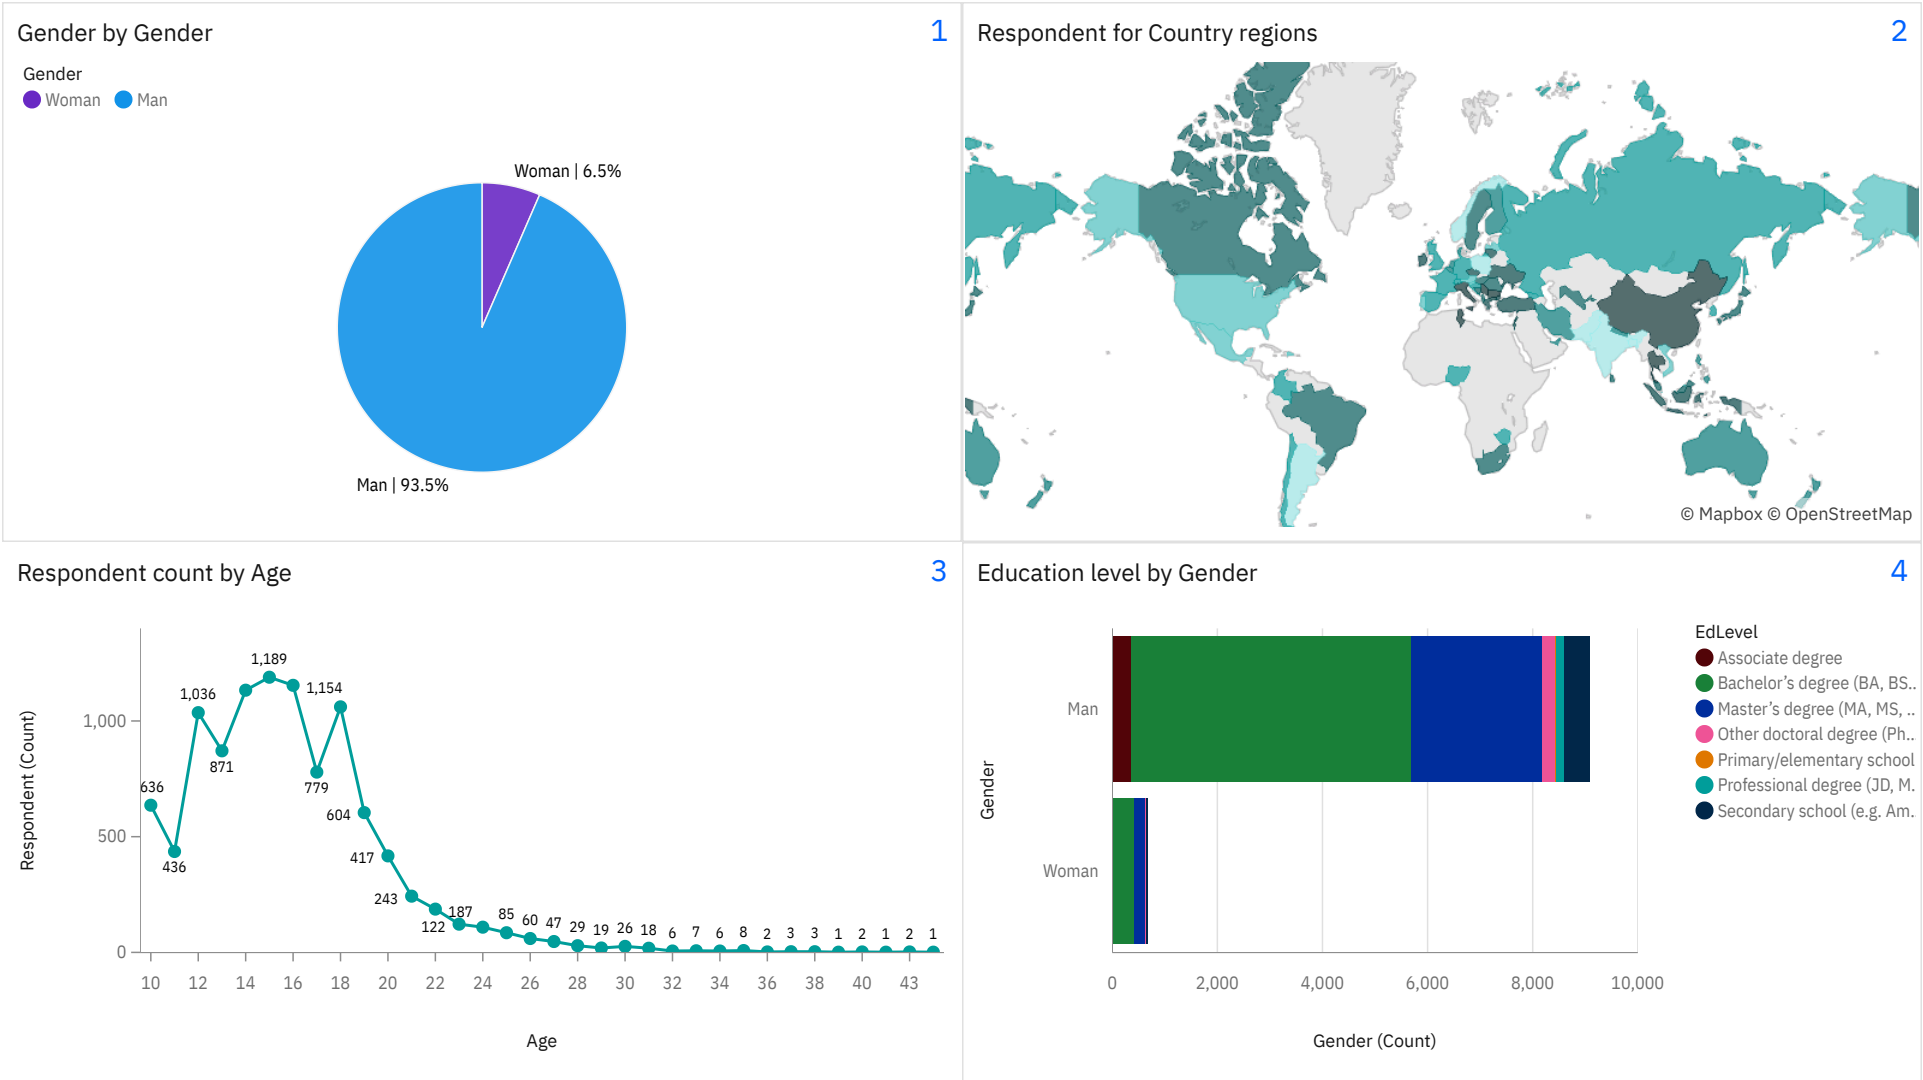 Gender by Gender
1
Gender
Woman
Man
Woman | 6.5%
Man | 93.5%
Respondent for Country regions
2
© Mapbox © OpenStreetMap
Respondent count by Age
3
Respondent (Count)
1,000
500
0
636
436
1,036
871
1,189
1,154
779
604
417
243
122
187
85
60
47
29
19
26
18
6
7
6
8
2
3
3
1
2
1
2
1
10 12 14 16 18 20 22 24 26 28 30 32 34 36 38 40 43
Age
Education level by Gender
4
Gender
Man
Woman
0 2,000 4,000 6,000 8,000 10,000
Gender (Count)
EdLevel
Associate degree
Bachelor's degree (BA, BS..
Master's degree (MA, MS, ..
Other doctoral degree (Ph..
Primary/elementary school
Professional degree (JD, M.
Secondary school (e.g. Am.